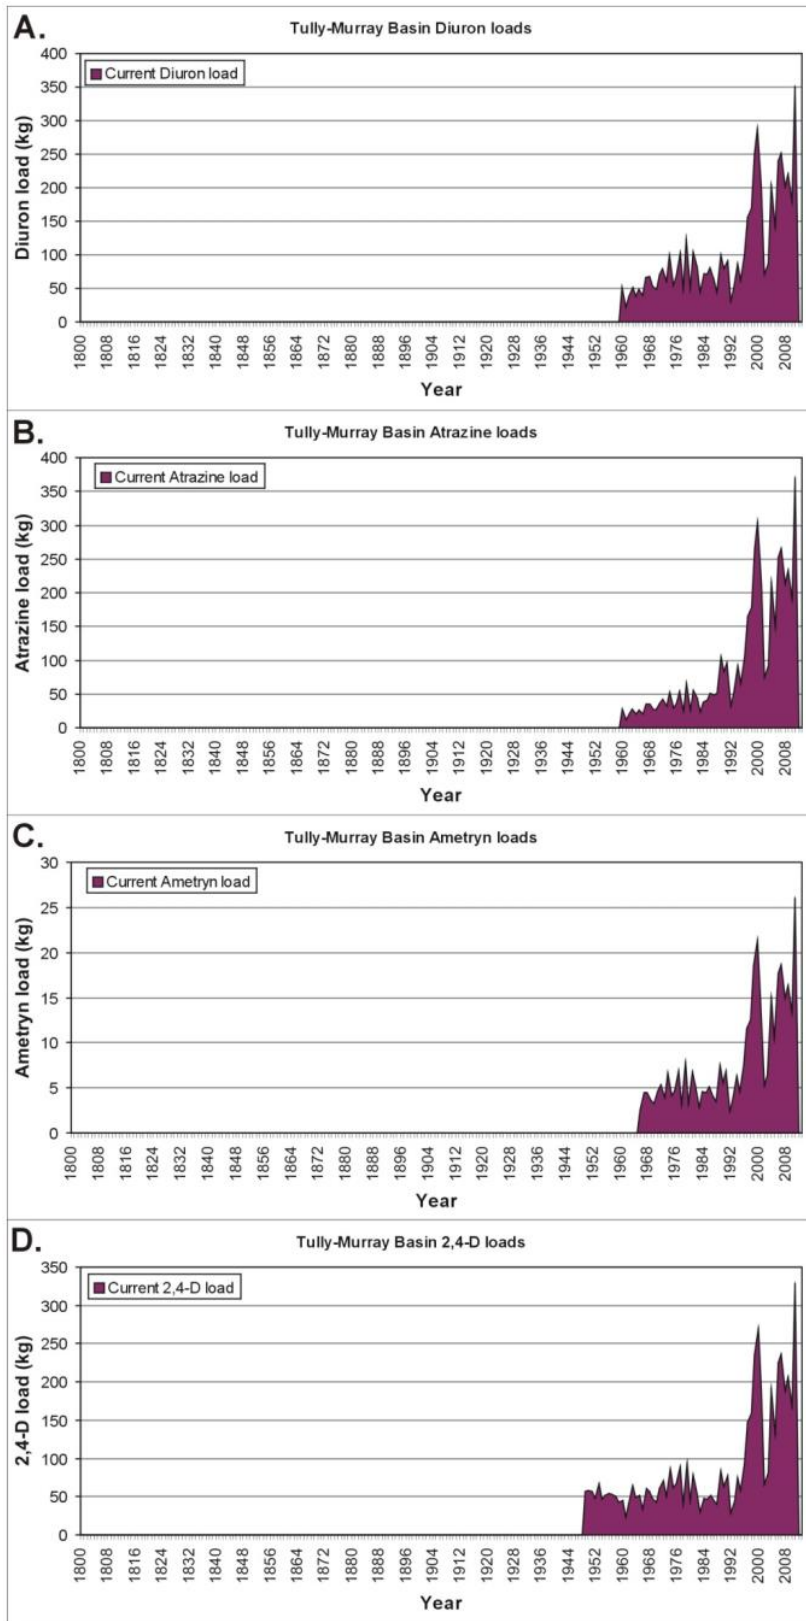 A.
Tully-Murray Basin Diuron loads
Current Diuron load
Diuron load (kg)
400
350
300
250
200
150
100
50
0
1800 1808 1816 1824 1832 1840 1848 1856 1864 1872 1880 1888 1896 1904 1912 1920 1928 1936 1944 1952 1960 1968 1976 1984 1992 2000 2008
Year
B.
Tully-Murray Basin Atrazine loads
Current Atrazine load
Atrazine load (kg)
400
350
300
250
200
150
100
50
0
1800 1808 1816 1824 1832 1840 1848 1856 1864 1872 1880 1888 1896 1904 1912 1920 1928 1936 1944 1952 1960 1968 1976 1984 1992 2000 2008
Year
C.
Tully-Murray Basin Ametryn loads
Current Ametryn load
Ametryn load (kg)
30
25
20
15
10
5
0
1800 1808 1816 1824 1832 1840 1848 1856 1864 1872 1880 1888 1896 1904 1912 1920 1928 1936 1944 1952 1960 1968 1976 1984 1992 2000 2008
Year
D.
Tully-Murray Basin 2,4-D loads
Current 2,4-D load
2,4-D load (kg)
350
300
250
200
150
100
50
0
1800 1808 1816 1824 1832 1840 1848 1856 1864 1872 1880 1888 1896 1904 1912 1920 1928 1936 1944 1952 1960 1968 1976 1984 1992 2000 2008
Year